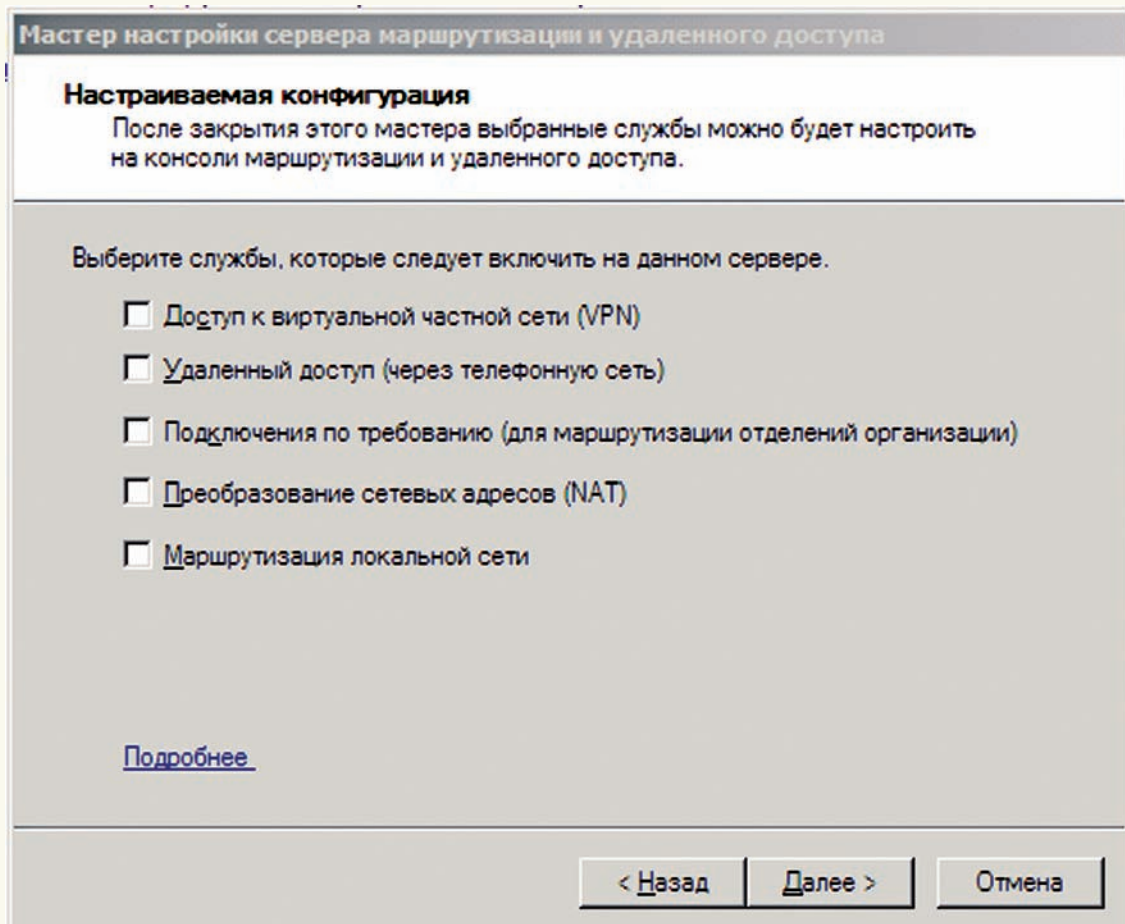 Мастер настройки сервера маршрутизации и удаленного доступа
Настраиваемая конфигурация
После закрытия этого мастера выбранные службы можно будет настроить
на консоли маршрутизации и удаленного доступа.
Выберите службы, которые следует включить на данном сервере.
Доступ к виртуальной частной сети (VPN)
Удаленный доступ (через телефонную сеть)
Подключения по требованию (для маршрутизации отделений организации)
Преобразование сетевых адресов (NAT)
Маршрутизация локальной сети
Подробнее
< Назад Далее > Отмена